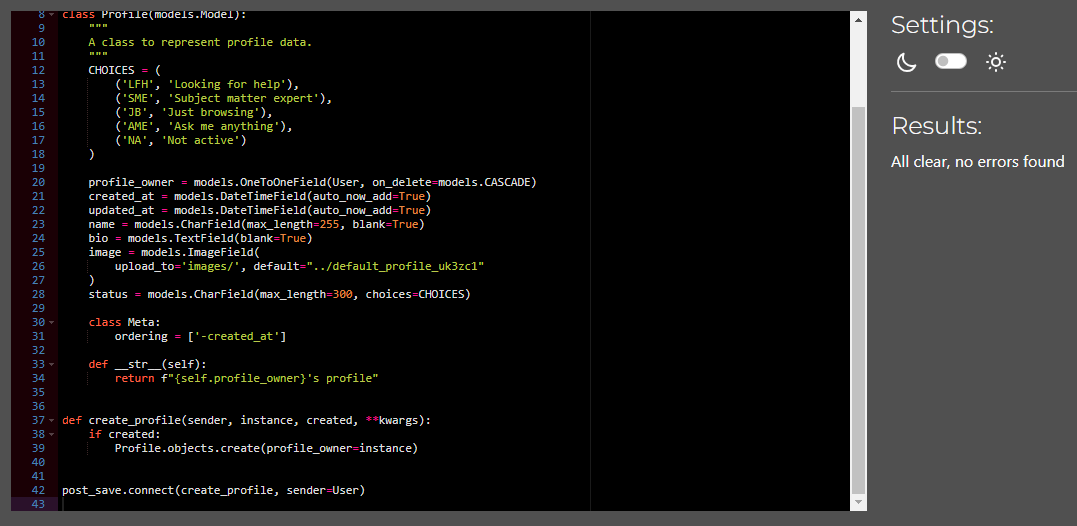 8 class Profile(models.Model):
9     """
10     A class to represent profile data.
11     """
12     CHOICES = (
13         ('LFH', 'Looking for help'),
14         ('SME', 'Subject matter expert'),
15         ('JB', 'Just browsing'),
16         ('AME', 'Ask me anything'),
17         ('NA', 'Not active')
18     )
19
20     profile_owner = models.OneToOneField(User, on_delete=models.CASCADE)
21     created_at = models.DateTimeField(auto_now_add=True)
22     updated_at = models.DateTimeField(auto_now_add=True)
23     name = models.CharField(max_length=255, blank=True)
24     bio = models.TextField(blank=True)
25     image = models.ImageField(
26         upload_to='images/', default="../default_profile_uk3zc1"
27     )
28     status = models.CharField(max_length=300, choices=CHOICES)
29
30     class Meta:
31         ordering = ['-created_at']
32
33     def __str__(self):
34         return f"{self.profile_owner}'s profile"
35
36
37 def create_profile(sender, instance, created, **kwargs):
38     if created:
39         Profile.objects.create(profile_owner=instance)
40
41
42 post_save.connect(create_profile, sender=User)
43
Settings:
Results:
All clear, no errors found